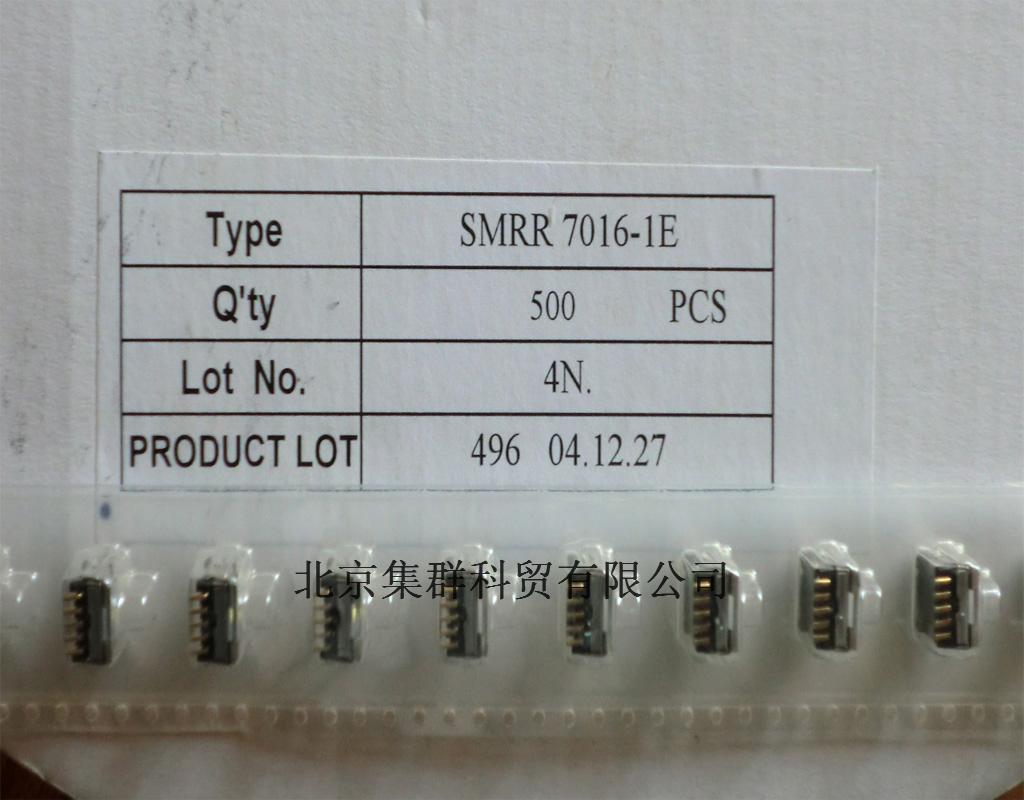 Type SMRR 7016-1E
Q'ty 500 PCS
Lot No. 4N.
PRODUCT LOT 496 04.12.27
北京集群科贸有限公司